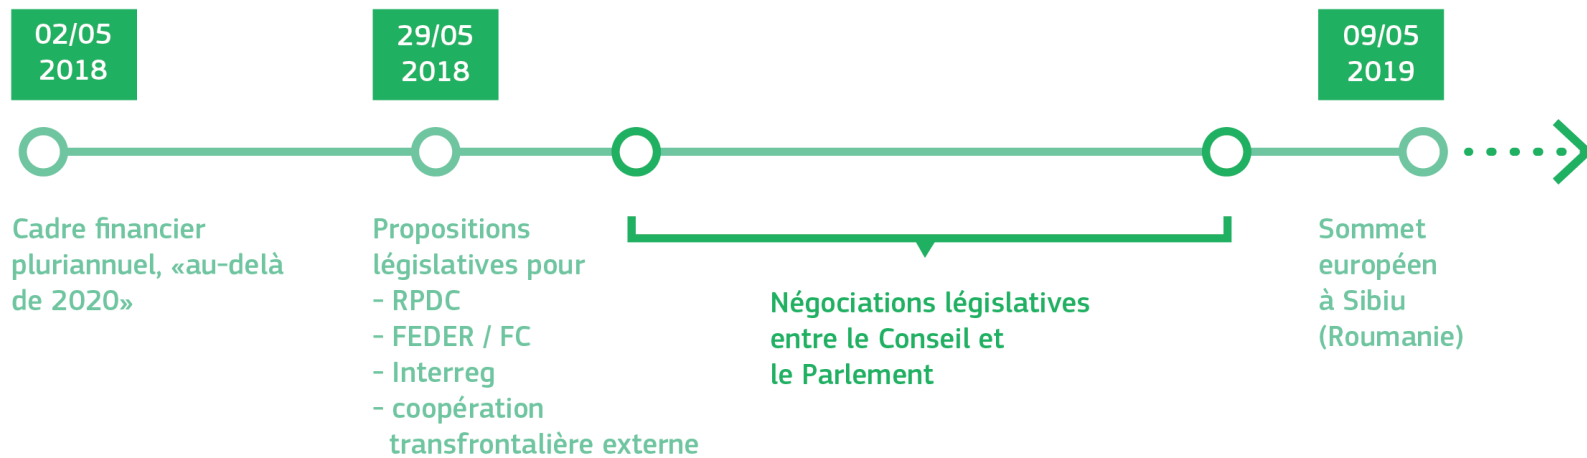 02/05
2018
Cadre financier
pluriannuel, «au-delà
de 2020»
29/05
2018
Propositions
législatives pour
- RPDC
- FEDER / FC
- Interreg
- coopération
transfrontalière externe
Négociations législatives
entre le Conseil et
le Parlement
09/05
2019
Sommet
européen
à Sibiu
(Roumanie)